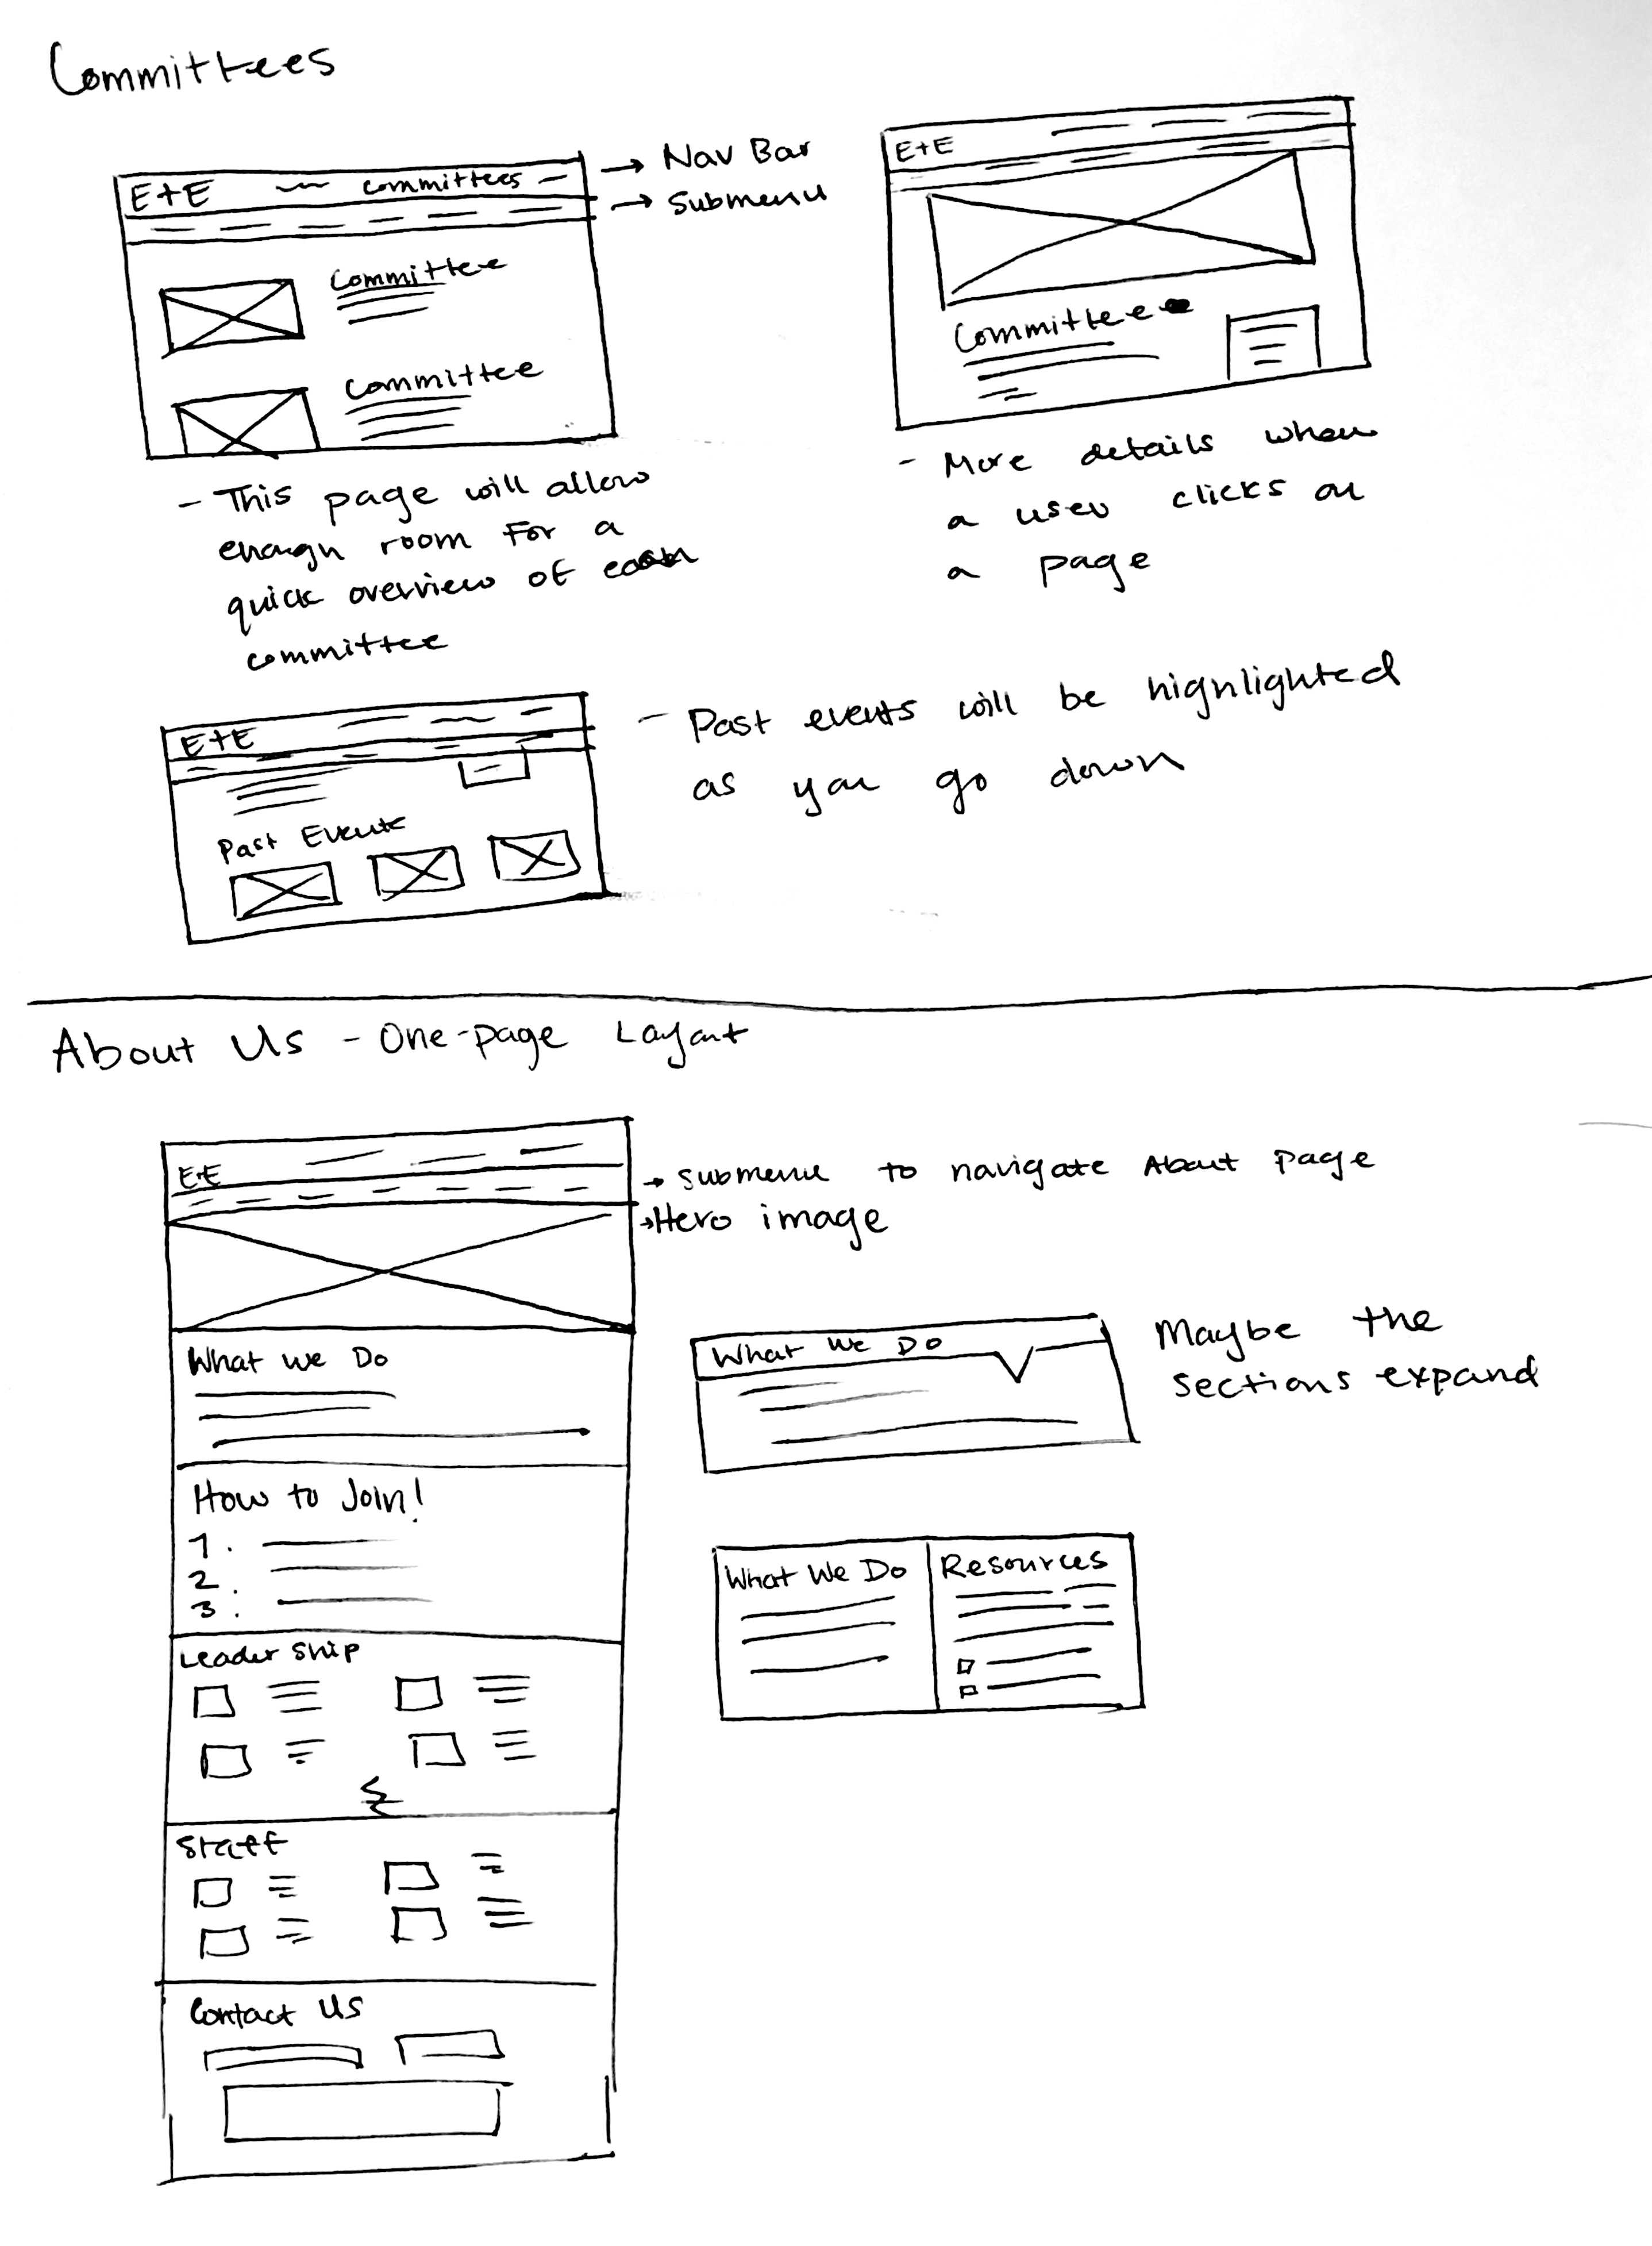 Committees
E+E committees
→ Nav Bar
→ Submenu
Committee
Committee
- This page will allow
enough room for a
quick overview of each
committee
E+E
Committee
- More details when
a user clicks on
a page
E+E
Past Events
- Past events will be highlighted
as you go down
About Us - One-page Layout
E+E
→ submenu to navigate About Page
→ Hero image
What we Do
How to Join!
1.
2.
3.
Leadership
Staff
Contact Us
What We Do
Maybe the
sections expand
What We Do
Resources